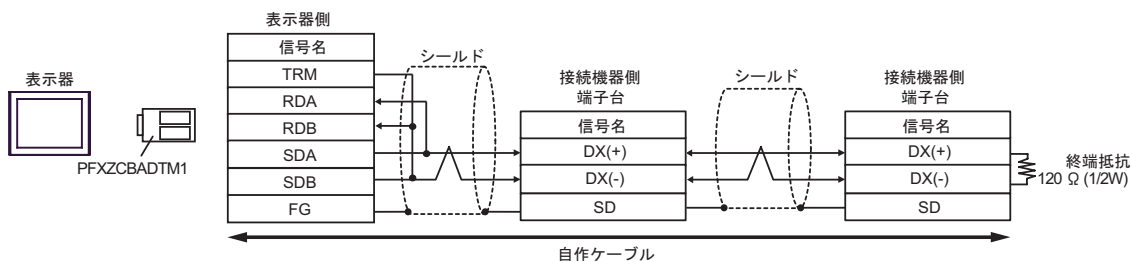 表示器
PFXZCBADTM1
表示器側
信号名
TRM
RDA
RDB
SDA
SDB
FG
シールド
接続機器側
端子台
信号名
DX(+)
DX(-)
SD
シールド
接続機器側
端子台
信号名
DX(+)
DX(-)
SD
終端抵抗
120 Ω (1/2W)
自作ケーブル